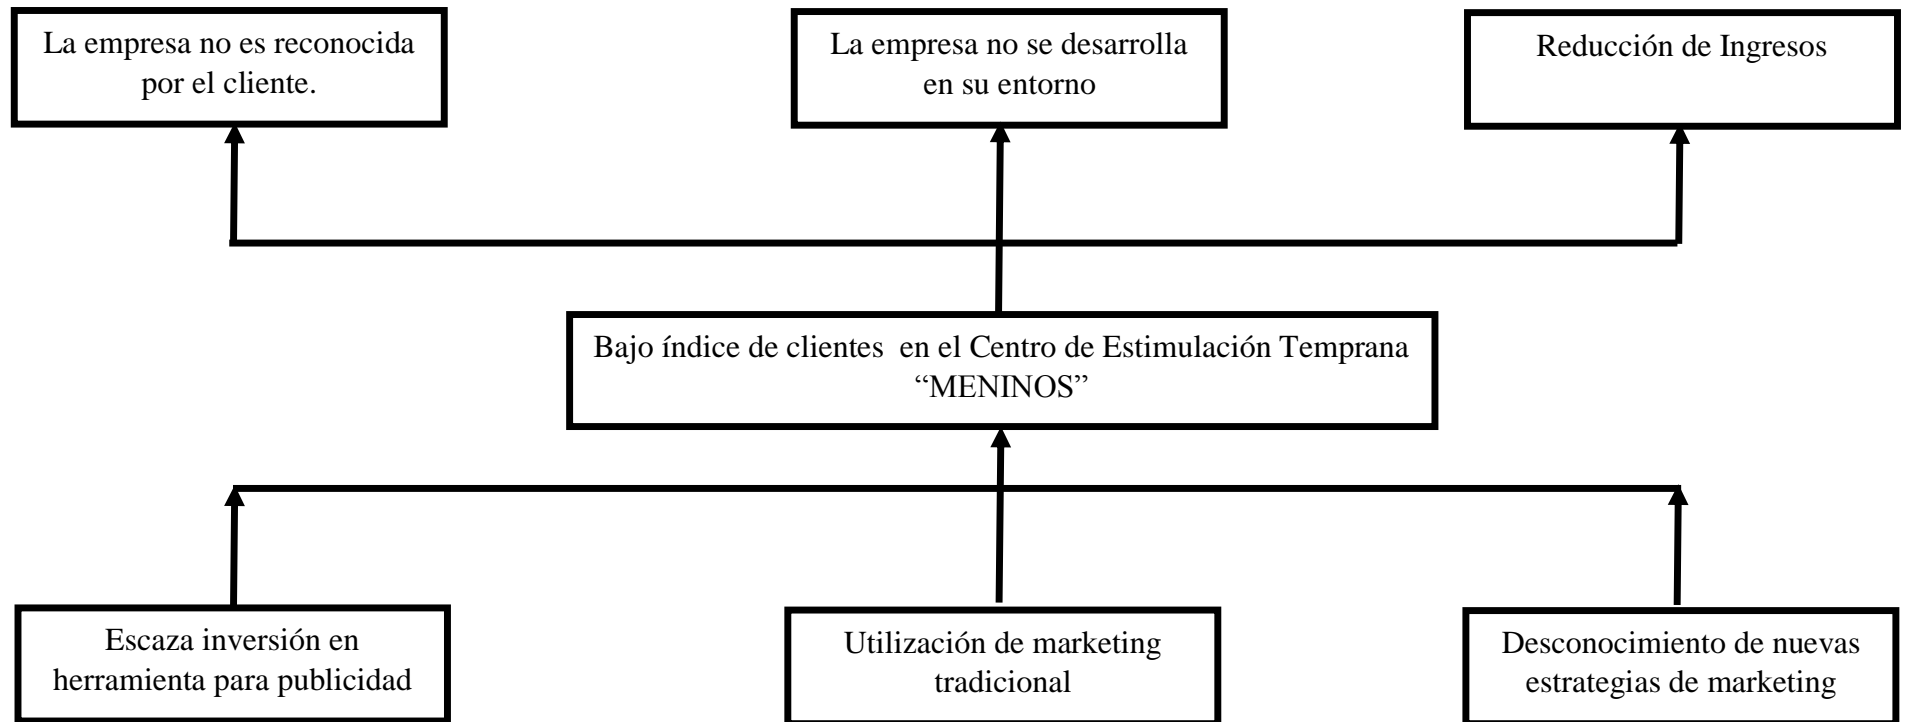 La empresa no es reconocida
por el cliente.
La empresa no se desarrolla
en su entorno
Reducción de Ingresos
Bajo índice de clientes  en el Centro de Estimulación Temprana
“MENINOS”
Escaza inversión en
herramienta para publicidad
Utilización de marketing
tradicional
Desconocimiento de nuevas
estrategias de marketing